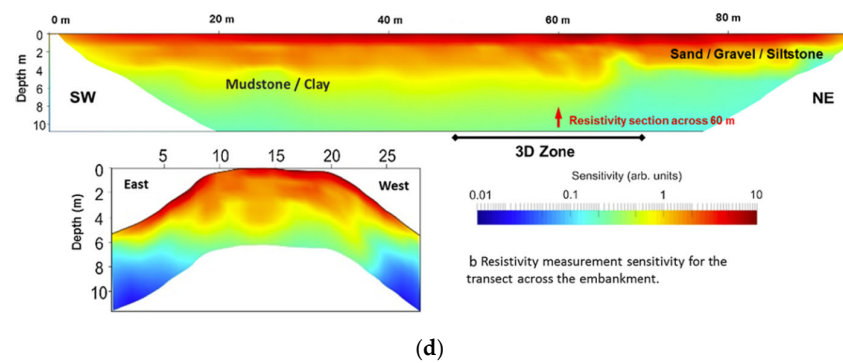 0 m 20 m 40 m 60 m 80 m
0
2
4
6
8
10
Depth m
Sand / Gravel / Siltstone
Mudstone / Clay
SW
NE
Resistivity section across 60 m
3D Zone
5 10 15 20 25
East
West
0
2
4
6
8
10
Depth (m)
Sensitivity (arb. units)
0.01 0.1 1 10
b Resistivity measurement sensitivity for the
transect across the embankment.
(d)